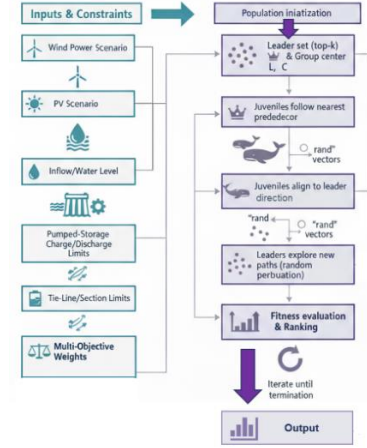 Inputs & Constraints
Wind Power Scenario
PV Scenario
Inflow/Water Level
Pumped-Storage
Charge/Discharge
Limits
Tie-Line/Section Limits
Multi-Objective
Weights
Population iniatization
Leader set (top-k)
& Group center
L, C
Juveniles follow nearest
prededecor
rand"
vectors
Juveniles align to leader
direction
"rand
"rand"
vectors
Leaders explore new
paths (random
perbuation)
Fitness evaluation
& Ranking
Iterate until
termination
Output